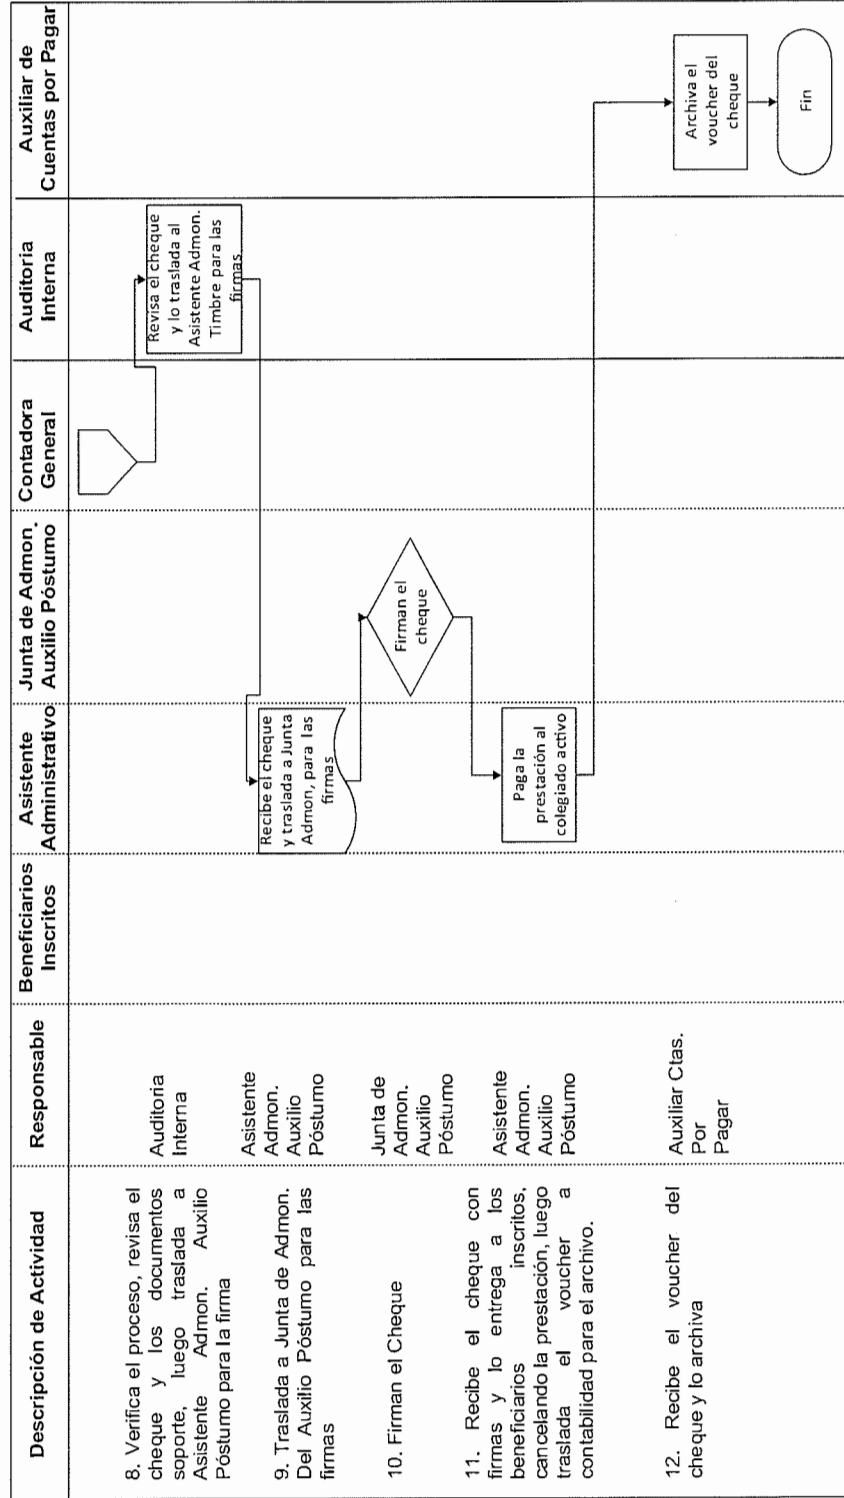 Descripción de Actividad
Responsable
Beneficiarios
Inscritos
Asistente
Administrativo
Junta de Admon.
Auxilio Póstumo
Contadora
General
Auditoria
Interna
Auxiliar de
Cuentas por Pagar
8. Verifica el proceso, revisa el
cheque y los documentos
soporte, luego traslada a
Asistente Admon. Auxilio
Póstumo para la firma
Auditoria
Interna
Revisa el cheque
y lo traslada al
Asistente Admon.
Timbre para las
firmas
9. Traslada a Junta de Admon.
Del Auxilio Póstumo para las
firmas
Asistente
Admon.
Auxilio
Póstumo
Recibe el cheque
y traslada a Junta
Admon, para las
firmas
10. Firman el Cheque
Junta de
Admon.
Auxilio
Póstumo
Firman el
cheque
11. Recibe el cheque con
firmas y lo entrega a los
beneficiarios inscritos,
cancelando la prestación, luego
traslada el voucher a
contabilidad para el archivo.
Asistente
Admon.
Auxilio
Póstumo
Paga la
prestación al
colegiado activo
12. Recibe el voucher del
cheque y lo archiva
Auxiliar Ctas.
Por
Pagar
Archiva el
voucher del
cheque
Fin